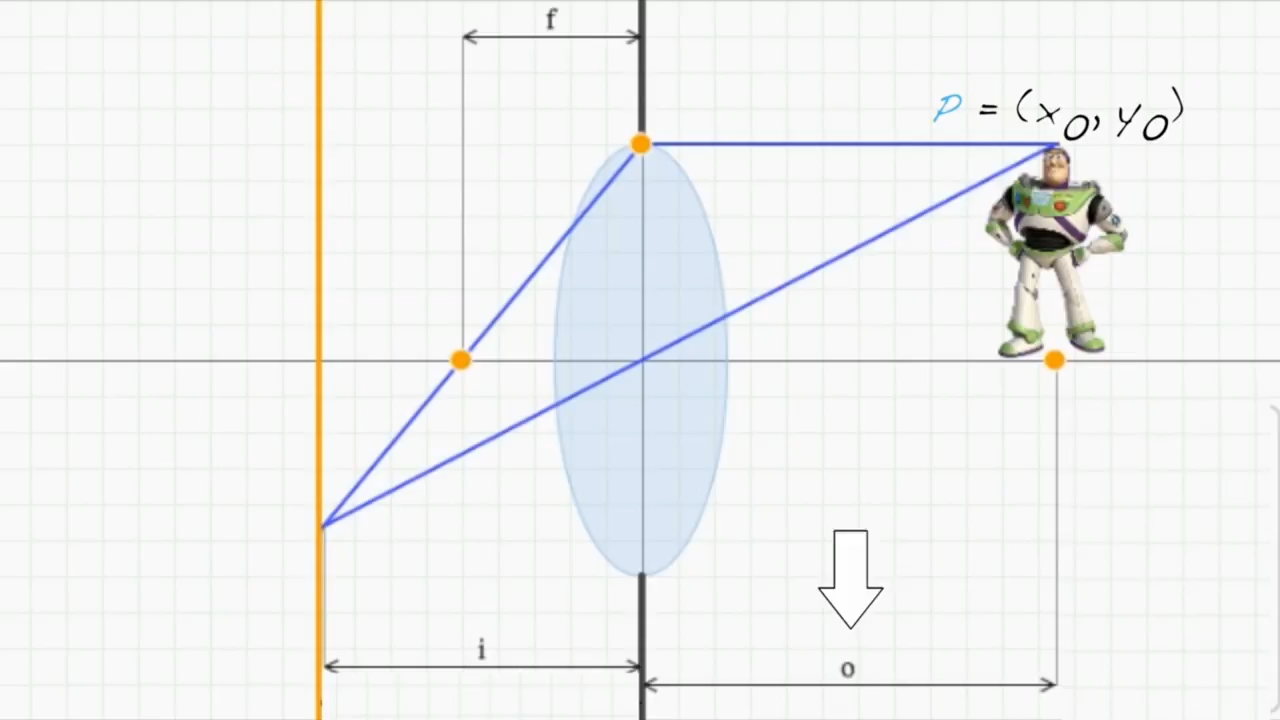 f
P = (x₀, y₀)
i
o